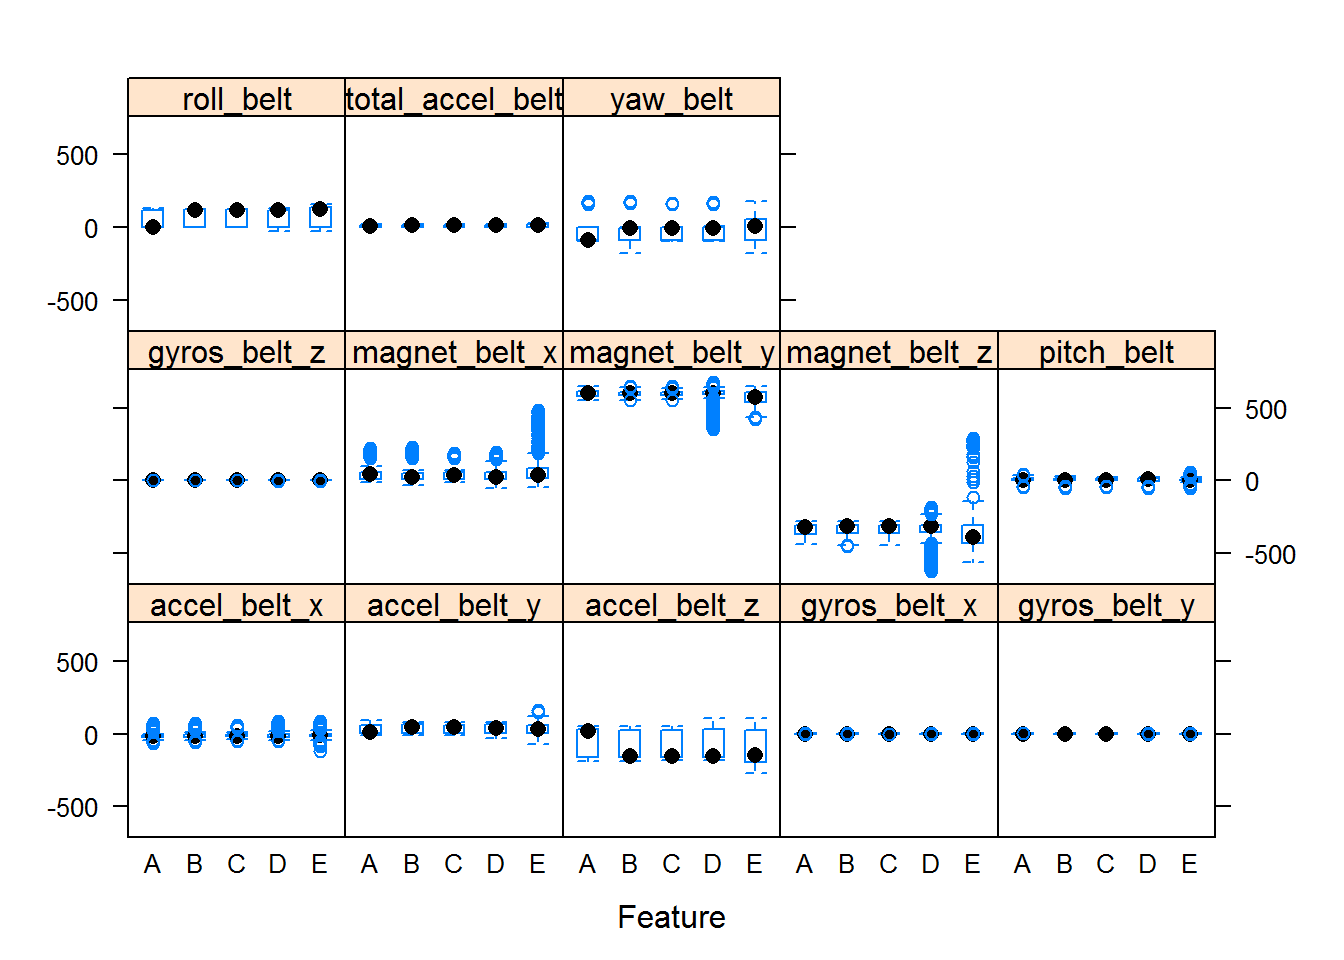 roll_belt total_accel_belt yaw_belt
500
0
-500
gyros_belt_z magnet_belt_x magnet_belt_y magnet_belt_z pitch_belt
500
0
-500
accel_belt_x accel_belt_y accel_belt_z gyros_belt_x gyros_belt_y
500
0
-500
A B C D E A B C D E A B C D E A B C D E A B C D E
Feature